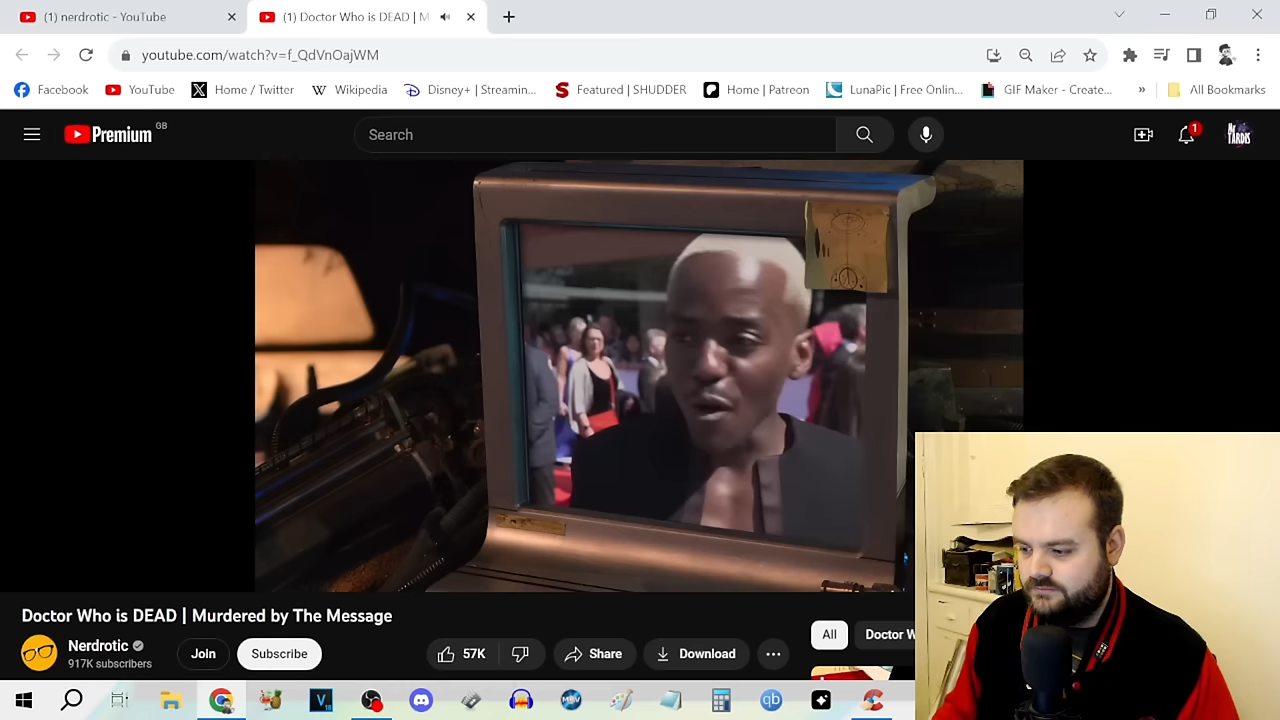 (1) nerdrotic - YouTube
(1) Doctor Who is DEAD | M
youtube.com/watch?v=f_QdVnOajWM
Facebook
YouTube
Home / Twitter
Wikipedia
Disney+ | Streamin...
Featured | SHUDDER
Home | Patreon
LunaPic | Free Onlin...
GIF Maker - Create...
»
All Bookmarks
Premium GB
Search
1
Mr TARDIS
Doctor Who is DEAD | Murdered by The Message
Nerdrotic
917K subscribers
Join
Subscribe
57K
Share
Download
All
Doctor W